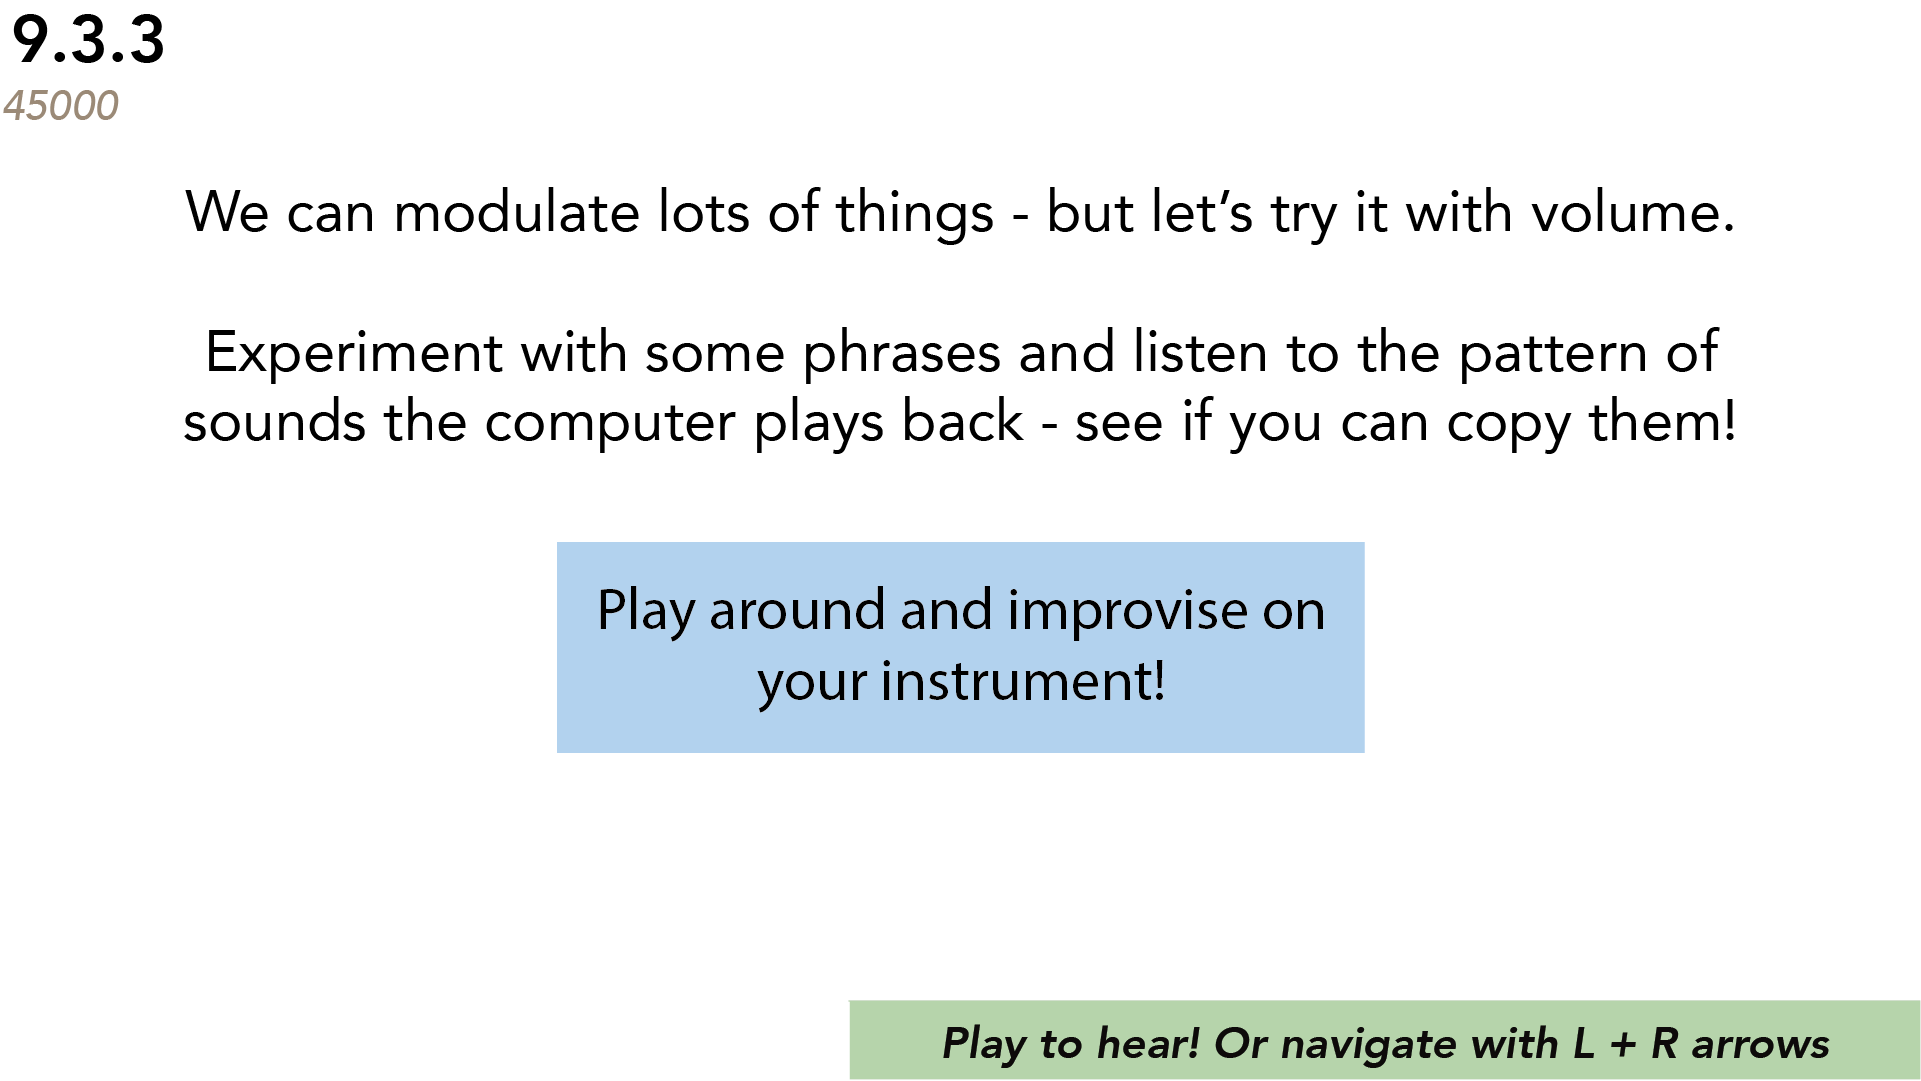 9.3.3
45000
We can modulate lots of things - but let’s try it with volume.
Experiment with some phrases and listen to the pattern of
sounds the computer plays back - see if you can copy them!
Play around and improvise on
your instrument!
Play to hear! Or navigate with L + R arrows